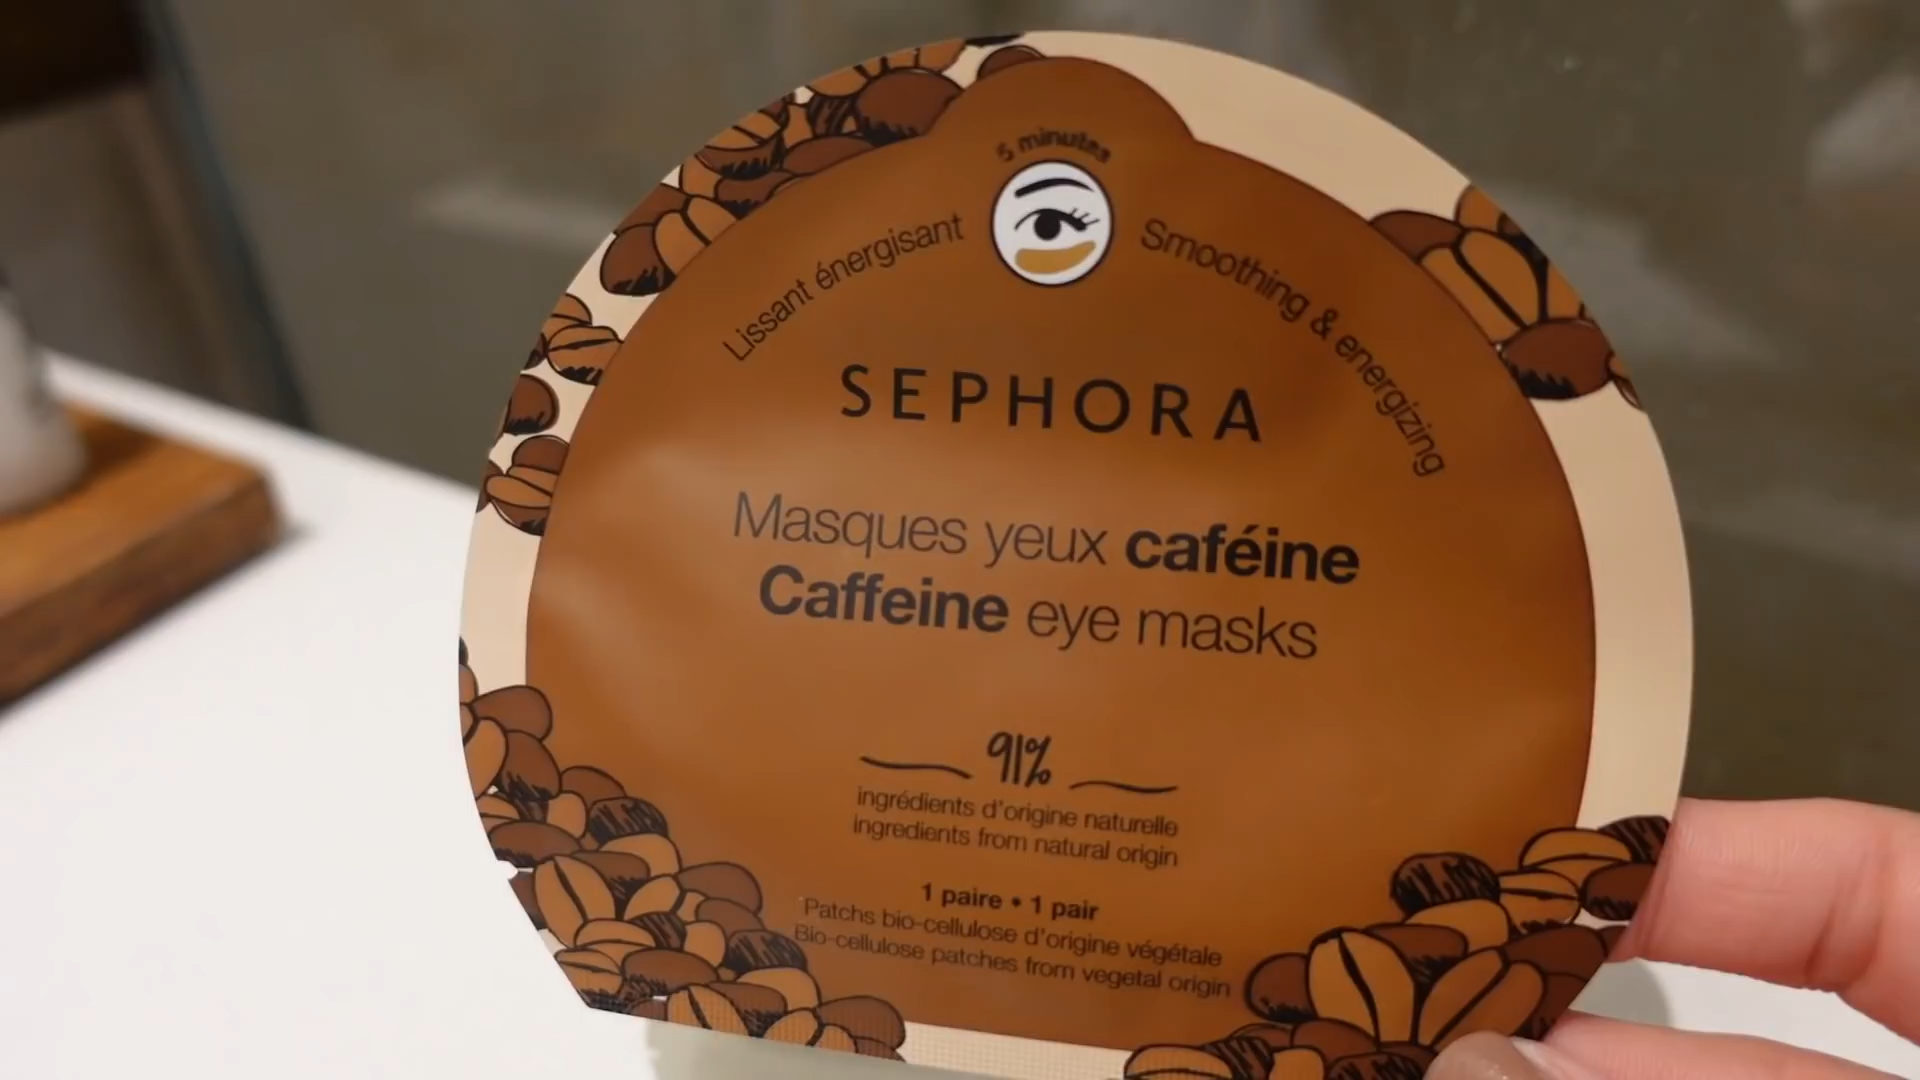 5 minutes
Lissant énergisant
Smoothing & energizing
SEPHORA
Masques yeux caféine
Caffeine eye masks
91%
ingrédients d'origine naturelle
ingredients from natural origin
1 paire • 1 pair
Patchs bio-cellulose d'origine végétale
Bio-cellulose patches from vegetal origin